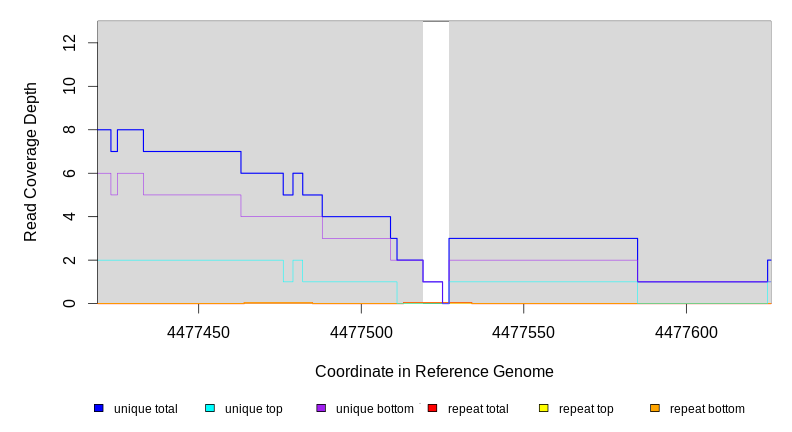 12
10
8
6
4
2
0
Read Coverage Depth
4477450 4477500 4477550 4477600
Coordinate in Reference Genome
unique total unique top unique bottom repeat total repeat top repeat bottom